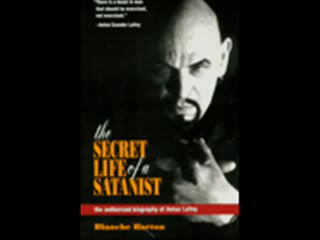 "There is a beast in man
that should be exercised,
not exorcised."
- Anton Szandor LaVey
the
SECRET
LIFE of a
SATANIST
the authorized biography of Anton LaVey
Blanche Barton